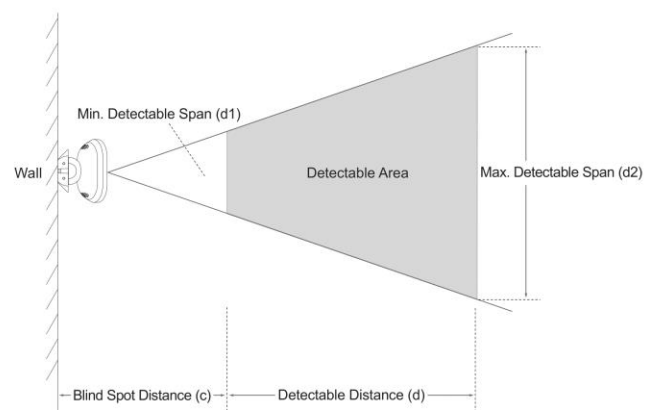 Min. Detectable Span (d1)
Wall
Detectable Area
Max. Detectable Span (d2)
Blind Spot Distance (c)
Detectable Distance (d)